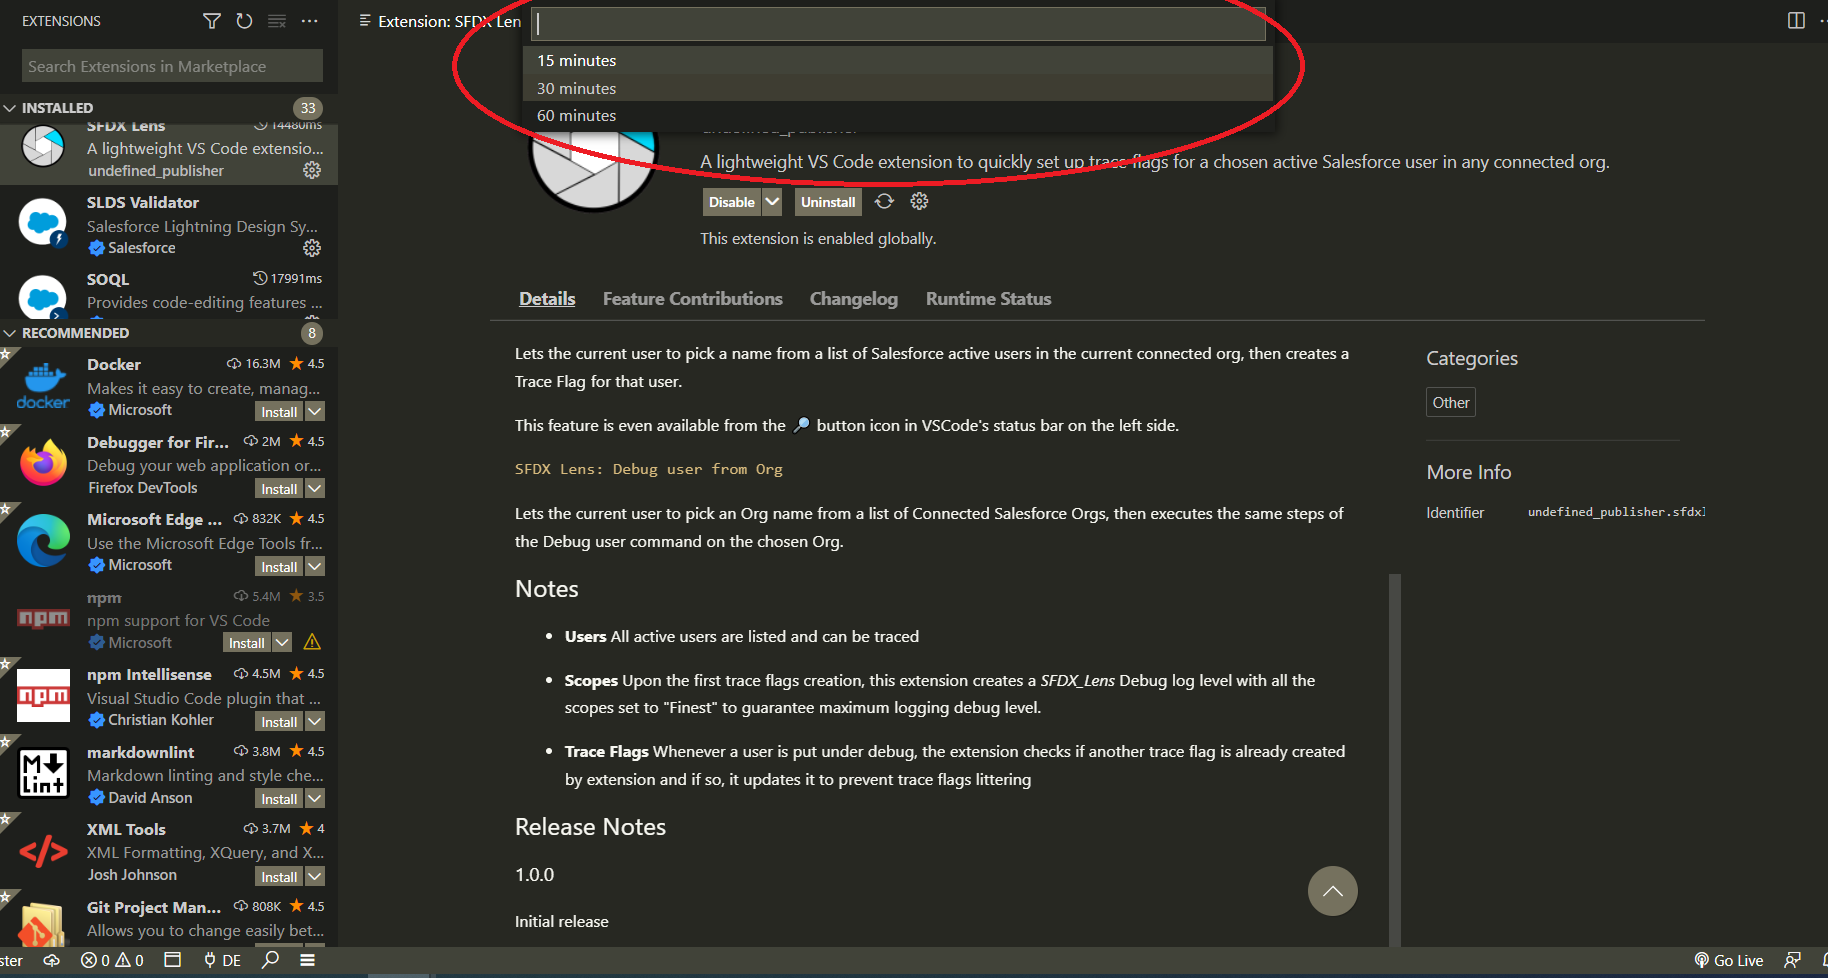 EXTENSIONS
Search Extensions in Marketplace
INSTALLED 33
SFDX Lens 14480ms
A lightweight VS Code extensio...
undefined_publisher
SLDS Validator
Salesforce Lightning Design Sy...
Salesforce
SOQL 17991ms
Provides code-editing features ...
RECOMMENDED 8
Docker 16.3M 4.5
Makes it easy to create, manag...
docker
Microsoft Install
Debugger for Fir... 2M 4.5
Debug your web application or...
Firefox DevTools Install
Microsoft Edge ... 832K 4.5
Use the Microsoft Edge Tools fr...
Microsoft Install
npm 5.4M 3.5
npm
npm support for VS Code
Microsoft Install
npm Intellisense 4.5M 4.5
npm
Visual Studio Code plugin that ...
Christian Kohler Install
markdownlint 3.8M 4.5
M
Lint
Markdown linting and style che...
David Anson Install
XML Tools 3.7M 4
</>
XML Formatting, XQuery, and X...
Josh Johnson Install
Git Project Man... 808K 4.5
Allows you to change easily bet...
Extension: SFDX Len
15 minutes
30 minutes
60 minutes
undefined_publisher
A lightweight VS Code extension to quickly set up trace flags for a chosen active Salesforce user in any connected org.
Disable Uninstall
This extension is enabled globally.
Details Feature Contributions Changelog Runtime Status
Lets the current user to pick a name from a list of Salesforce active users in the current connected org, then creates a
Trace Flag for that user.
This feature is even available from the 🔎 button icon in VSCode's status bar on the left side.
SFDX Lens: Debug user from Org
Lets the current user to pick an Org name from a list of Connected Salesforce Orgs, then executes the same steps of
the Debug user command on the chosen Org.
Notes
• Users All active users are listed and can be traced
• Scopes Upon the first trace flags creation, this extension creates a SFDX_Lens Debug log level with all the
scopes set to "Finest" to guarantee maximum logging debug level.
• Trace Flags Whenever a user is put under debug, the extension checks if another trace flag is already created
by extension and if so, it updates it to prevent trace flags littering
Release Notes
1.0.0
Initial release
Categories
Other
More Info
Identifier undefined_publisher.sfdxl
ster 0 0 DE Go Live